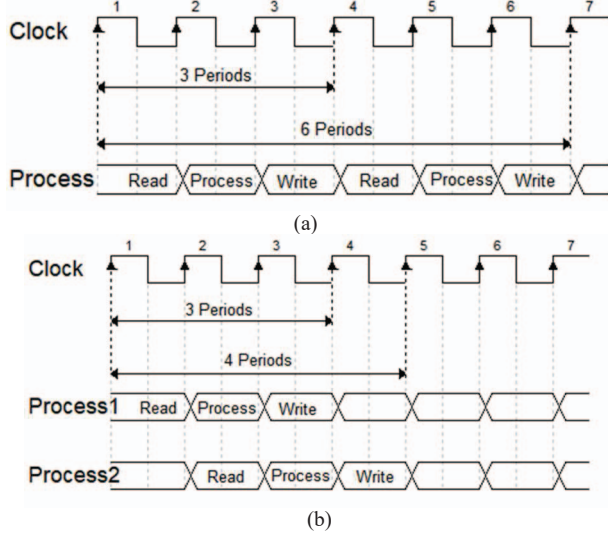 1 2 3 4 5 6 7
Clock
3 Periods
6 Periods
Process Read Process Write Read Process Write
(a)
1 2 3 4 5 6 7
Clock
3 Periods
4 Periods
Process1 Read Process Write
Process2 Read Process Write
(b)